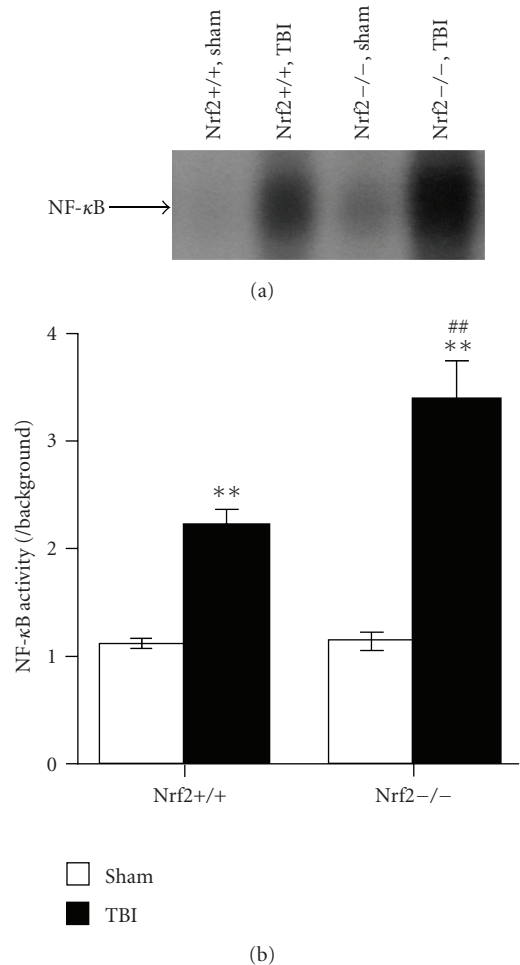 Nrf2+/+, sham
Nrf2+/+, TBI
Nrf2−/−, sham
Nrf2−/−, TBI
NF-κB
(a)
4
3
2
1
0
NF-κB activity (/background)
**
##
**
Nrf2+/+
Nrf2−/−
Sham
TBI
(b)